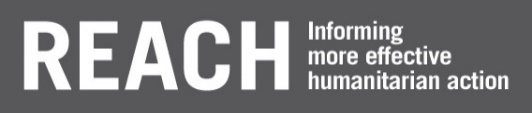 REACH
Informing
more effective
humanitarian action